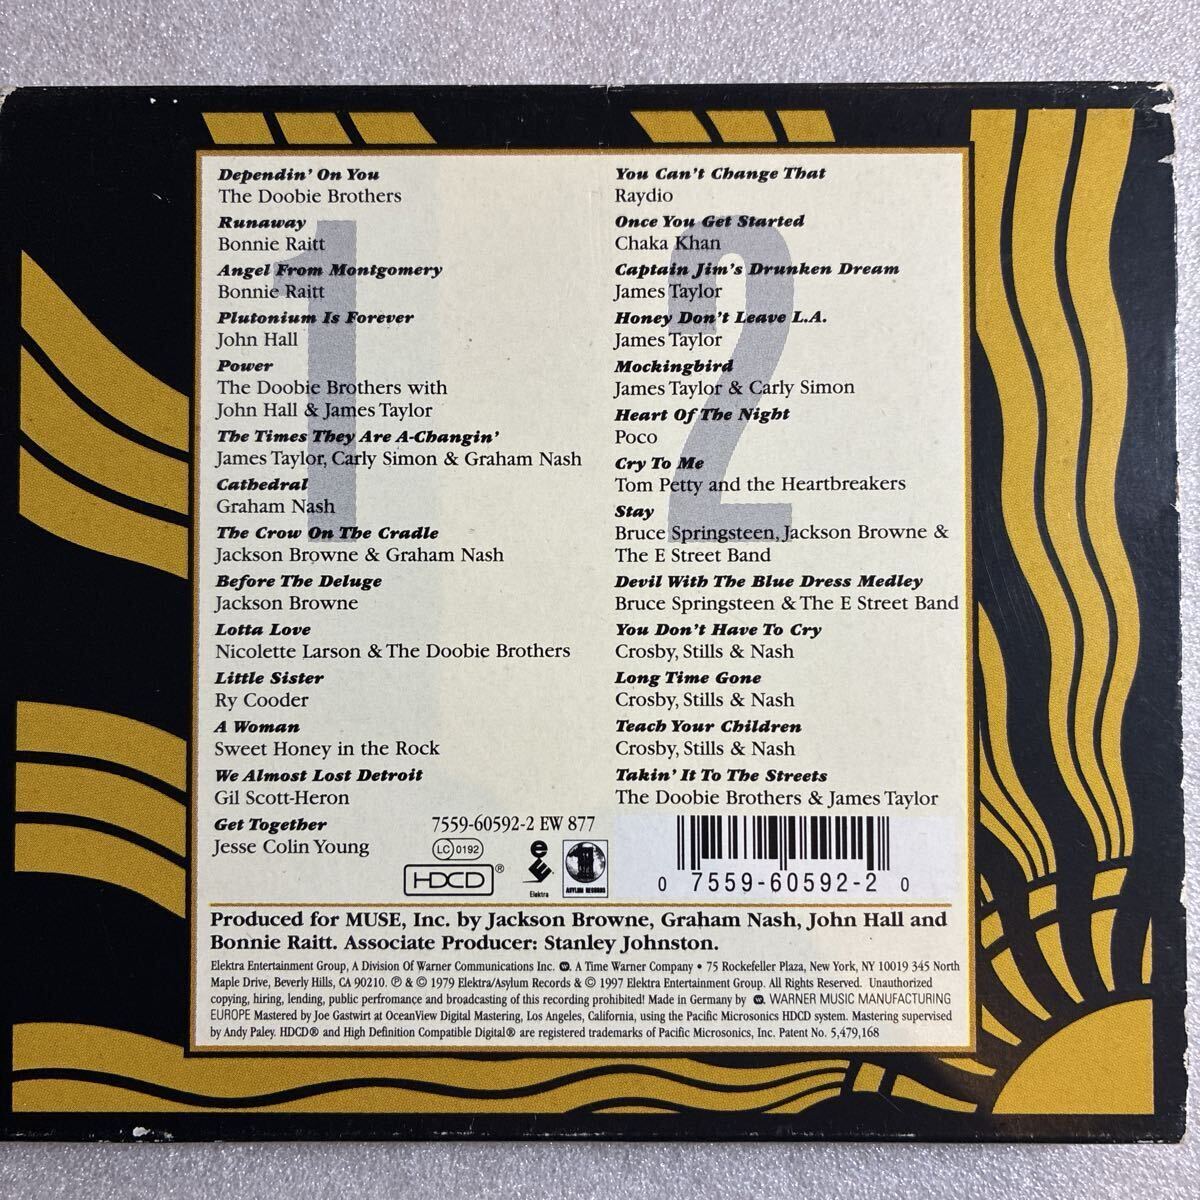 1
Dependin' On You
The Doobie Brothers
Runaway
Bonnie Raitt
Angel From Montgomery
Bonnie Raitt
Plutonium Is Forever
John Hall
Power
The Doobie Brothers with
John Hall & James Taylor
The Times They Are A-Changin'
James Taylor, Carly Simon & Graham Nash
Cathedral
Graham Nash
The Crow On The Cradle
Jackson Browne & Graham Nash
Before The Deluge
Jackson Browne
Lotta Love
Nicolette Larson & The Doobie Brothers
Little Sister
Ry Cooder
A Woman
Sweet Honey in the Rock
We Almost Lost Detroit
Gil Scott-Heron
Get Together
Jesse Colin Young
2
You Can't Change That
Raydio
Once You Get Started
Chaka Khan
Captain Jim's Drunken Dream
James Taylor
Honey Don't Leave L.A.
James Taylor
Mockingbird
James Taylor & Carly Simon
Heart Of The Night
Poco
Cry To Me
Tom Petty and the Heartbreakers
Stay
Bruce Springsteen, Jackson Browne &
The E Street Band
Devil With The Blue Dress Medley
Bruce Springsteen & The E Street Band
You Don't Have To Cry
Crosby, Stills & Nash
Long Time Gone
Crosby, Stills & Nash
Teach Your Children
Crosby, Stills & Nash
Takin' It To The Streets
The Doobie Brothers & James Taylor
7559-60592-2 EW 877
LC 0192
HDCD®
Elektra
ASYLUM RECORDS
0 7559-60592-2 0
Produced for MUSE, Inc. by Jackson Browne, Graham Nash, John Hall and
Bonnie Raitt. Associate Producer: Stanley Johnston.
Elektra Entertainment Group, A Division Of Warner Communications Inc. A Time Warner Company • 75 Rockefeller Plaza, New York, NY 10019 345 North
Maple Drive, Beverly Hills, CA 90210. ℗ & © 1979 Elektra/Asylum Records & © 1997 Elektra Entertainment Group. All Rights Reserved. Unauthorized
copying, hiring, lending, public prefromance and broadcasting of this recording prohibited! Made in Germany by WARNER MUSIC MANUFACTURING
EUROPE Mastered by Joe Gastwirt at OceanView Digital Mastering, Los Angeles, California, using the Pacific Microsonics HDCD system. Mastering supervised
by Andy Paley. HDCD® and High Definition Compatible Digital® are registered trademarks of Pacific Microsonics, Inc. Patent No. 5,479,168